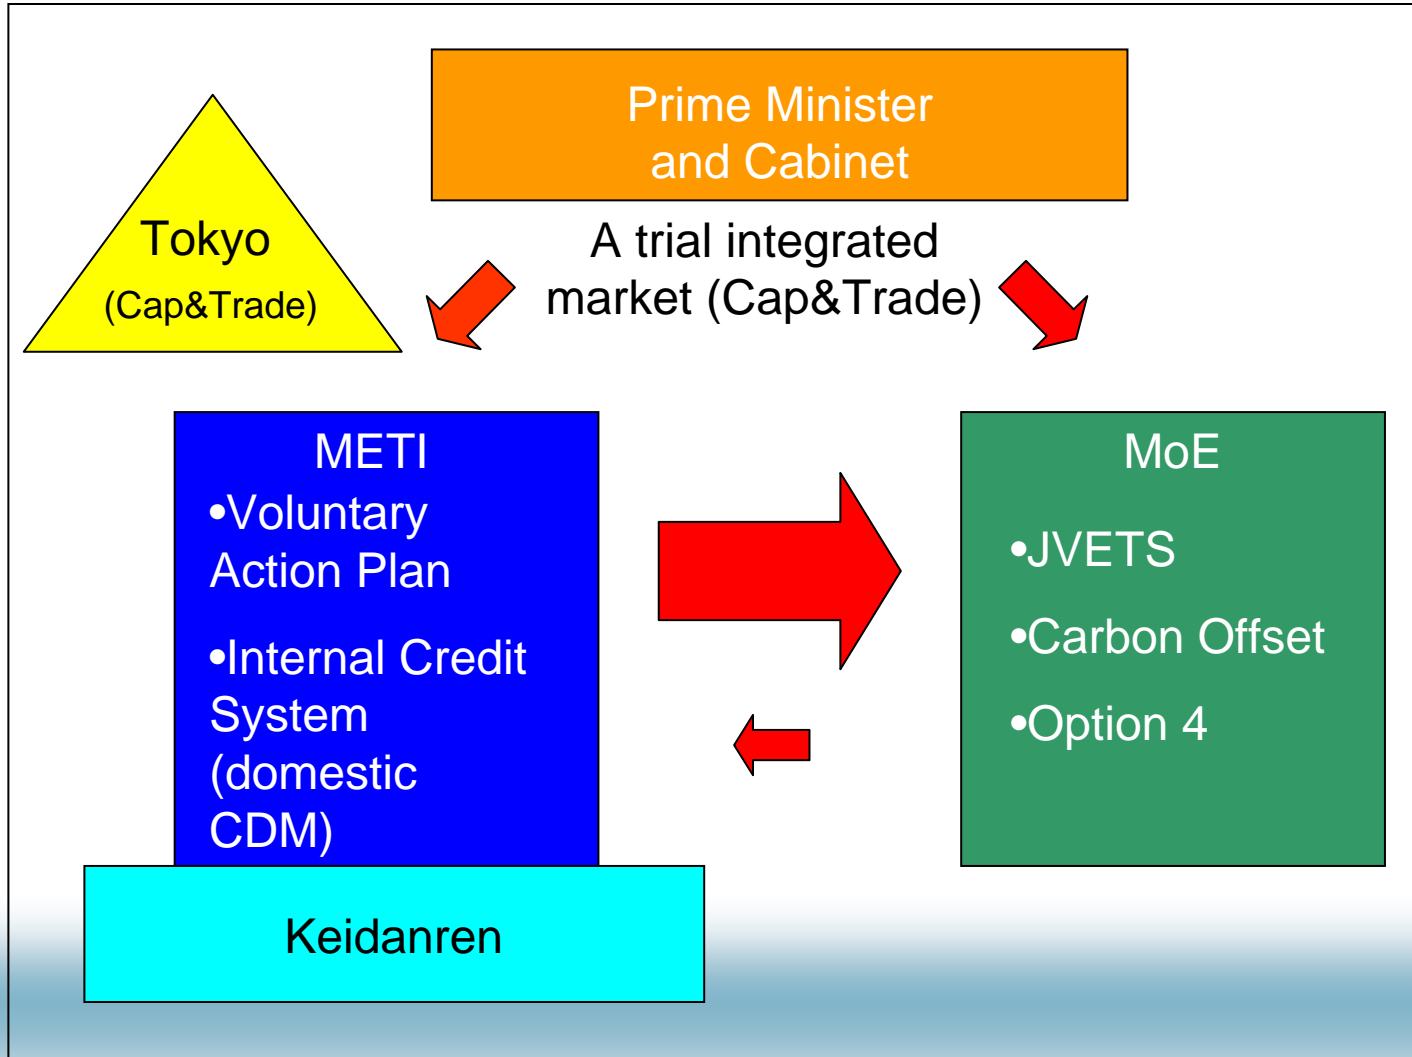 Prime Minister
and Cabinet
Tokyo
(Cap&Trade)
A trial integrated
market (Cap&Trade)
METI
•Voluntary
Action Plan
•Internal Credit
System
(domestic
CDM)
MoE
•JVETS
•Carbon Offset
•Option 4
Keidanren